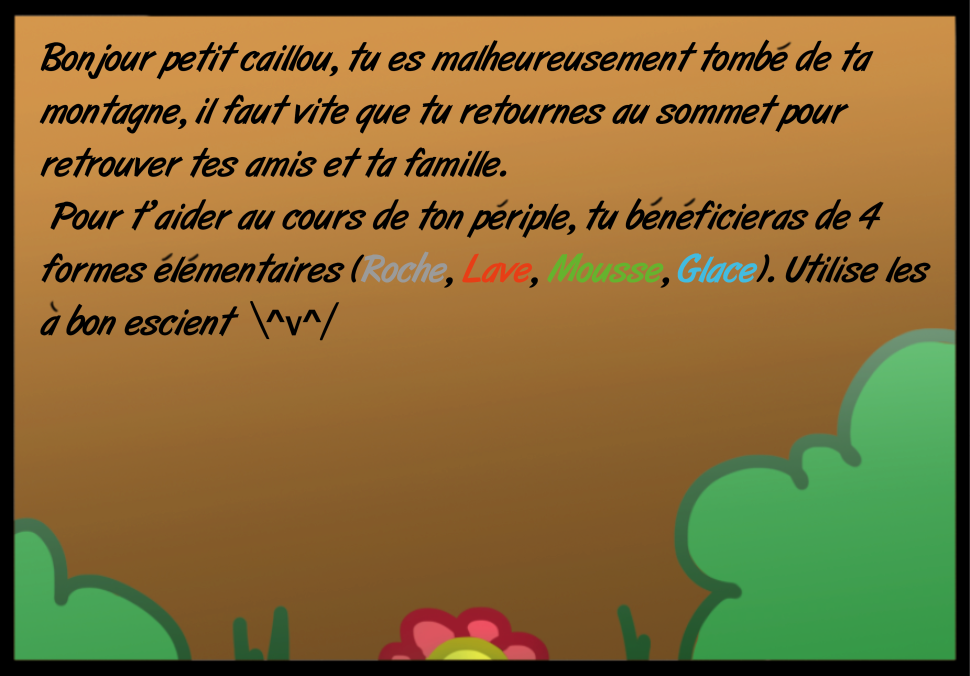 Bonjour petit caillou, tu es malheureusement tombé de ta
montagne, il faut vite que tu retournes au sommet pour
retrouver tes amis et ta famille.
Pour t'aider au cours de ton périple, tu bénéficieras de 4
formes élémentaires (Roche, Lave, Mousse, Glace). Utilise les
à bon escient \^v^/